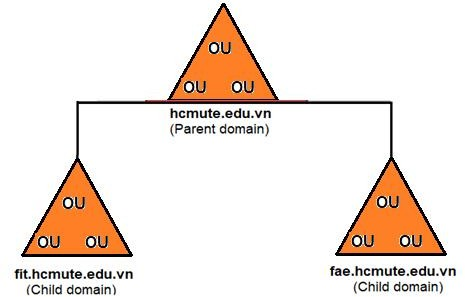 OU
OU OU
hcmute.edu.vn
(Parent domain)
OU
OU OU
fit.hcmute.edu.vn
(Child domain)
OU
OU OU
fae.hcmute.edu.vn
(Child domain)